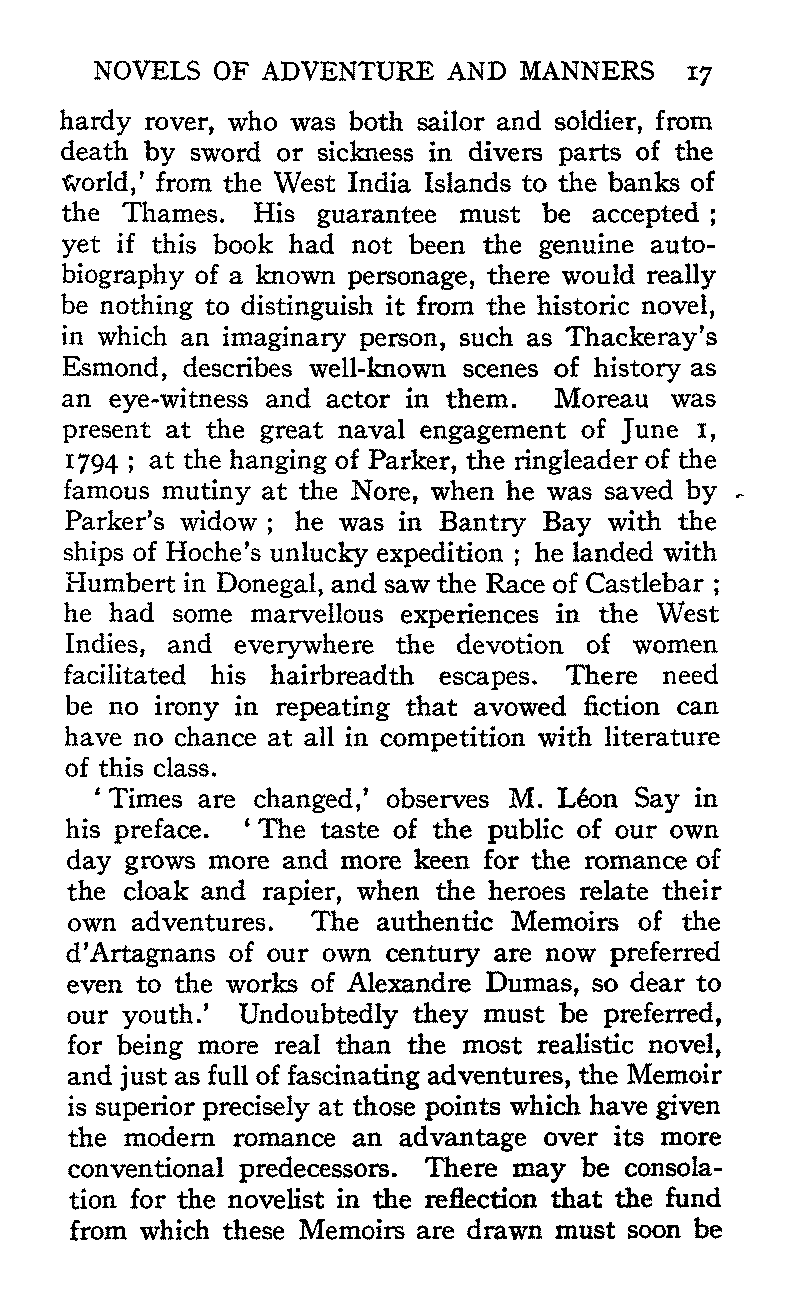 NOVELS OF ADVENTURE AND MANNERS 17
hardy rover, who was both sailor and soldier, from
death by sword or sickness in divers parts of the
world,' from the West India Islands to the banks of
the Thames. His guarantee must be accepted ;
yet if this book had not been the genuine auto-
biography of a known personage, there would really
be nothing to distinguish it from the historic novel,
in which an imaginary person, such as Thackeray's
Esmond, describes well-known scenes of history as
an eye-witness and actor in them. Moreau was
present at the great naval engagement of June 1,
1794 ; at the hanging of Parker, the ringleader of the
famous mutiny at the Nore, when he was saved by
Parker's widow ; he was in Bantry Bay with the
ships of Hoche's unlucky expedition ; he landed with
Humbert in Donegal, and saw the Race of Castlebar ;
he had some marvellous experiences in the West
Indies, and everywhere the devotion of women
facilitated his hairbreadth escapes. There need
be no irony in repeating that avowed fiction can
have no chance at all in competition with literature
of this class.
‘ Times are changed,’ observes M. Léon Say in
his preface. ‘ The taste of the public of our own
day grows more and more keen for the romance of
the cloak and rapier, when the heroes relate their
own adventures. The authentic Memoirs of the
d'Artagnans of our own century are now preferred
even to the works of Alexandre Dumas, so dear to
our youth.’ Undoubtedly they must be preferred,
for being more real than the most realistic novel,
and just as full of fascinating adventures, the Memoir
is superior precisely at those points which have given
the modern romance an advantage over its more
conventional predecessors. There may be consola-
tion for the novelist in the reflection that the fund
from which these Memoirs are drawn must soon be